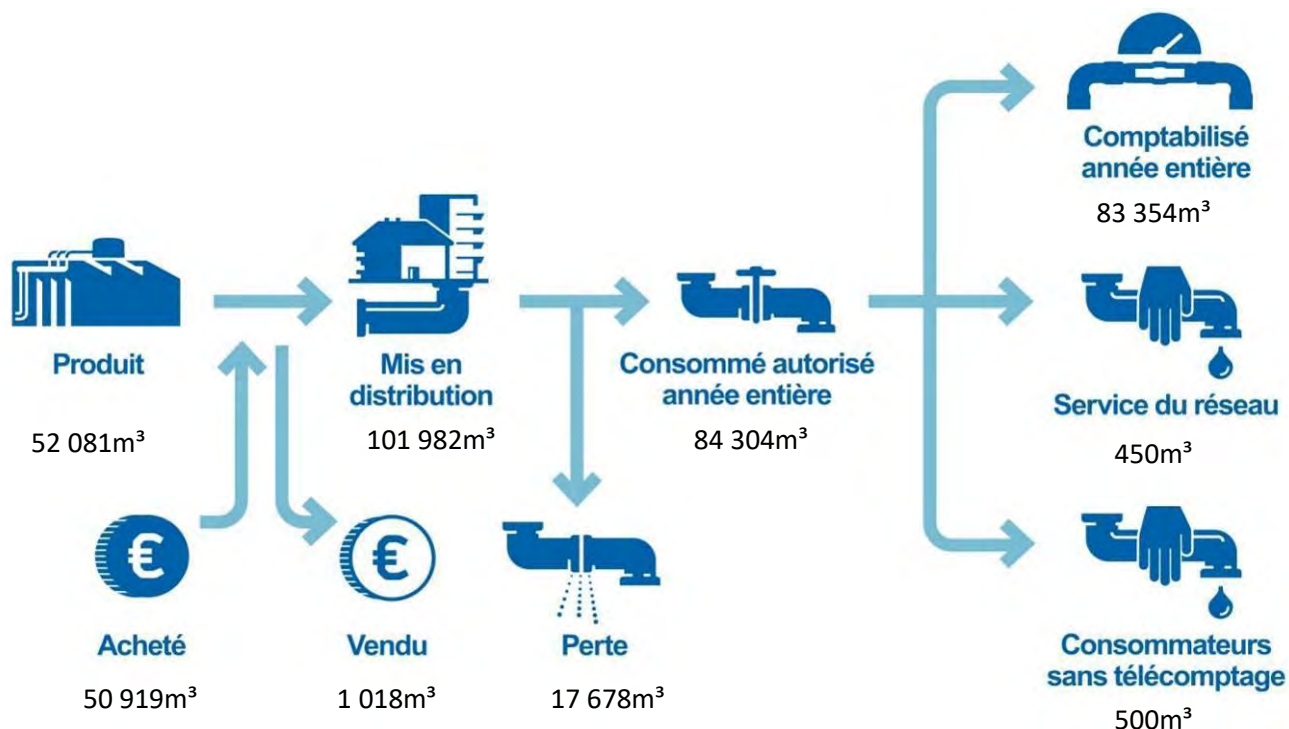 Comptabilisé
année entière
83 354m³
Produit
52 081m³
Mis en
distribution
101 982m³
Consommé autorisé
année entière
84 304m³
Service du réseau
450m³
€
Acheté
50 919m³
€
Vendu
1 018m³
Perte
17 678m³
Consommateurs
sans télécomptage
500m³